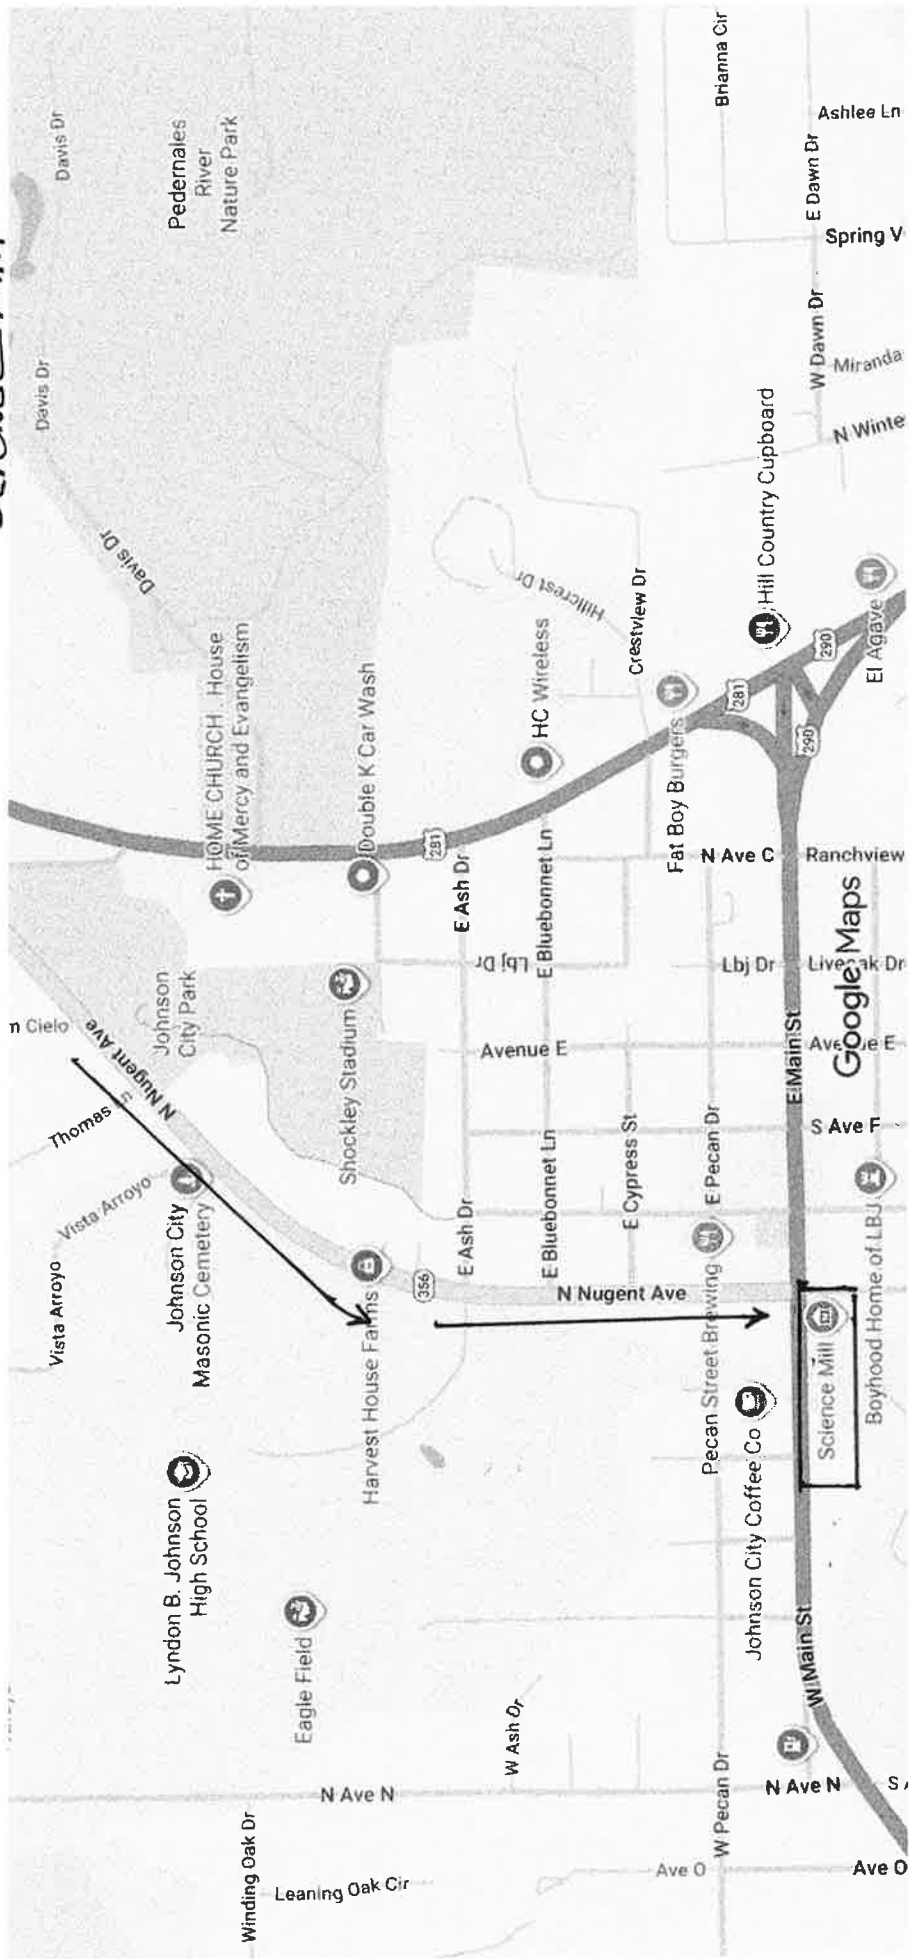 Brianna Cir
Ashlee Ln
E Dawn Dr
Spring V
W Dawn Dr
Miranda
N Winte
Davis Dr
Davis Dr
Davis Dr
Pedernales
River
Nature Park
Hill Country Cupboard
El Agave
290
290
281
Hillcrest Dr
Crestview Dr
HC Wireless
Fat Boy Burgers
HOME CHURCH . House
of Mercy and Evangelism
Double K Car Wash
281
E Ash Dr
E Bluebonnet Ln
N Ave C
Ranchview
Lbj Dr
Lbj Dr
Avenue E
E Main St
Google Maps
S Ave F
Johnson
City Park
Shockley Stadium
N Nugent Ave
Thomas
Vista Arroyo
Vista Arroyo
Johnson City
Masonic Cemetery
Harvest House Farms
356
E Ash Dr
E Bluebonnet Ln
E Cypress St
E Pecan Dr
N Nugent Ave
Pecan Street Brewing
Boyhood Home of LBJ
Science Mill
Johnson City Coffee Co
Lyndon B. Johnson
High School
Eagle Field
W Ash Dr
W Main St
N Ave N
N Ave N
W Pecan Dr
Winding Oak Dr
Leaning Oak Cir
Ave O
Ave O